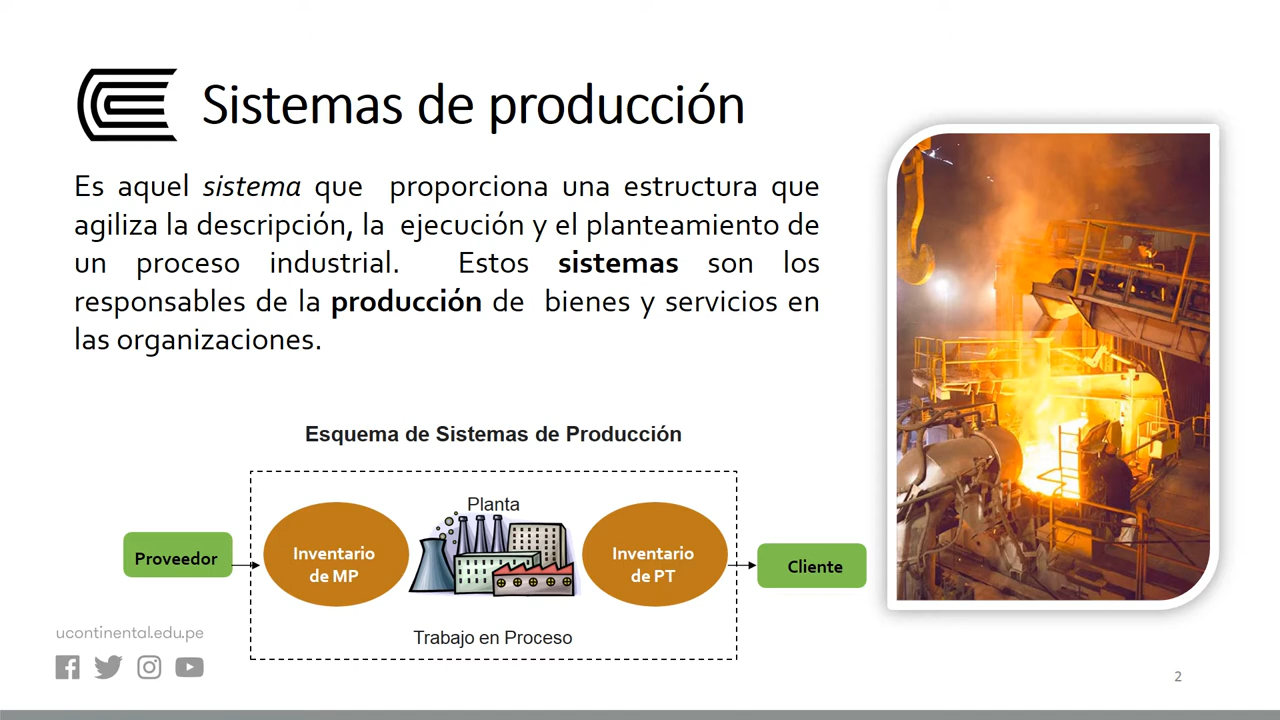 Sistemas de producción
Es aquel sistema que proporciona una estructura que
agiliza la descripción, la ejecución y el planteamiento de
un proceso industrial. Estos sistemas son los
responsables de la producción de bienes y servicios en
las organizaciones.
Esquema de Sistemas de Producción
Planta
Proveedor
Inventario
de MP
Inventario
de PT
Cliente
Trabajo en Proceso
ucontinental.edu.pe
2